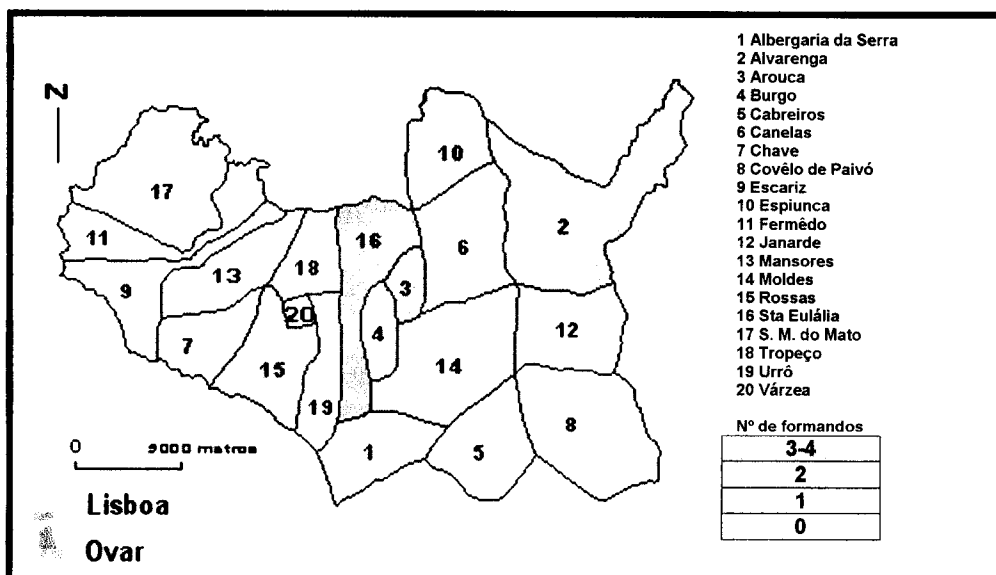 1 Albergaria da Serra
2 Alvarenga
3 Arouca
4 Burgo
5 Cabreiros
6 Canelas
7 Chave
8 Covêlo de Paivó
9 Escariz
10 Espiunca
11 Fermêdo
12 Janarde
13 Mansores
14 Moldes
15 Rossas
16 Sta Eulália
17 S. M. do Mato
18 Tropeço
19 Urrô
20 Várzea
Nº de formandos
3-4
2
1
0
N
10
17
2
16
11
6
18
13
3
9
20
4
12
7
15
14
19
8
1
5
0 9000 metros
Lisboa
Ovar